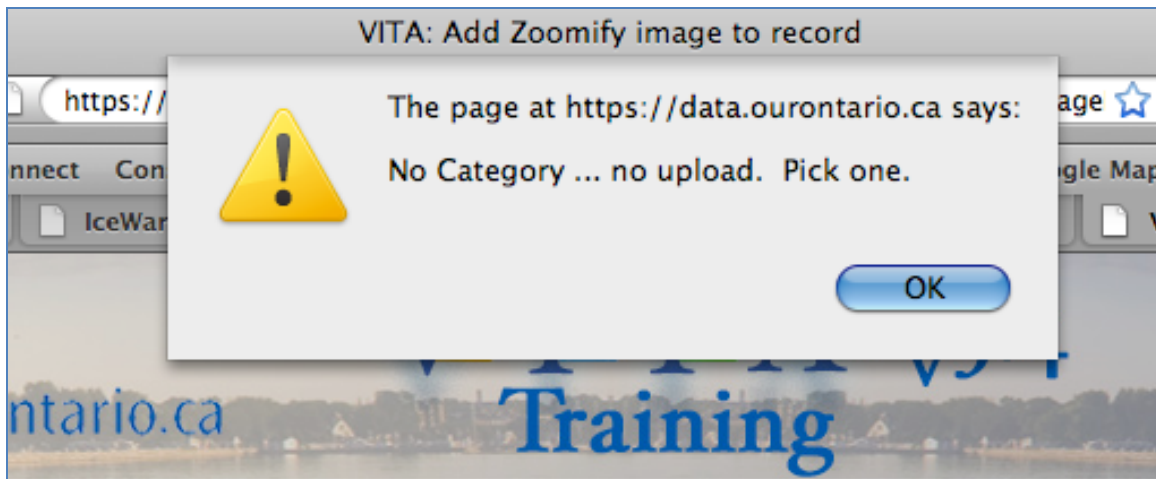 VITA: Add Zoomify image to record
https://
age
The page at https://data.ourontario.ca says:
No Category ... no upload. Pick one.
OK
nnect Con
gle Map
IceWar
ntario.ca
Training